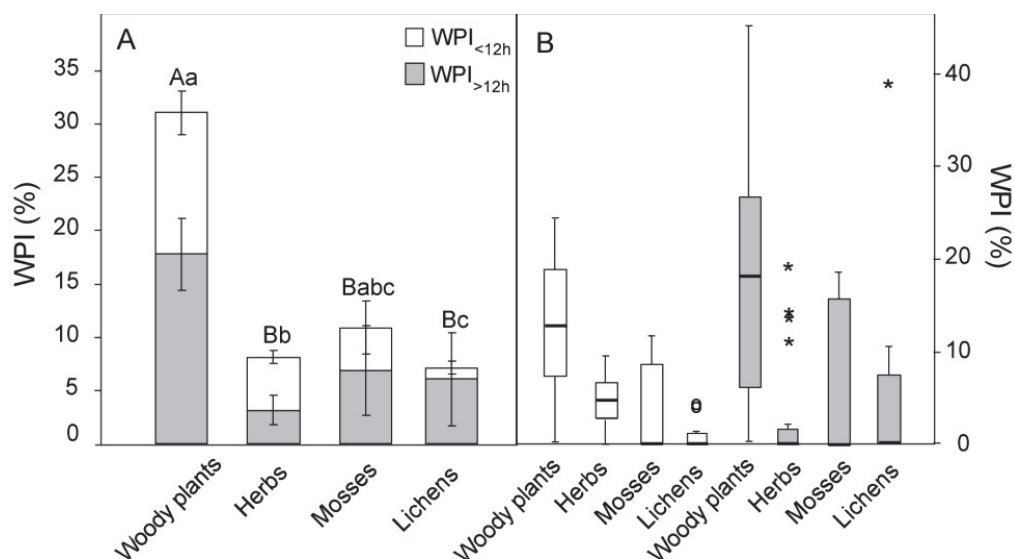 A
WPI<12h
WPI>12h
B
35
30
25
20
15
10
5
0
WPI (%)
Aa
Bb
Babc
Bc
Woody plants
Herbs
Mosses
Lichens
*
*
*
*
*
Woody plants
Herbs
Mosses
Lichens
Woody plants
Herbs
Mosses
Lichens
40
30
20
10
0
WPI (%)